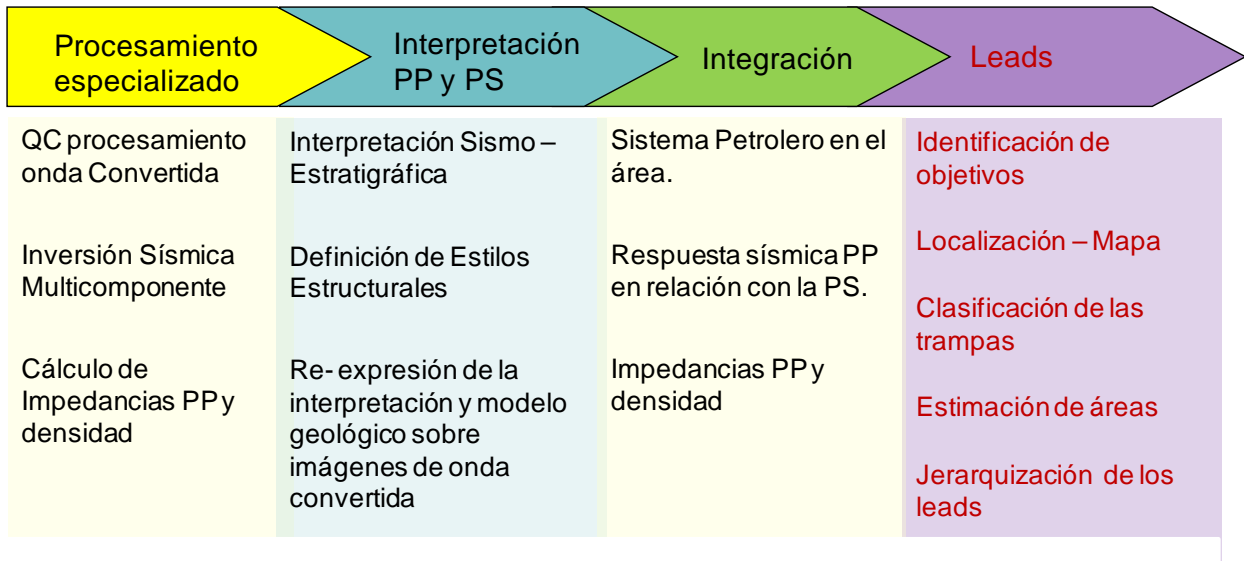 Procesamiento
especializado
Interpretación
PP y PS
Integración
Leads
QC procesamiento
onda Convertida
Inversión Sísmica
Multicomponente
Cálculo de
Impedancias PP y
densidad
Interpretación Sismo –
Estratigráfica
Definición de Estilos
Estructurales
Re- expresión de la
interpretación y modelo
geológico sobre
imágenes de onda
convertida
Sistema Petrolero en el
área.
Respuesta sísmica PP
en relación con la PS.
Impedancias PP y
densidad
Identificación de
objetivos
Localización – Mapa
Clasificación de las
trampas
Estimación de áreas
Jerarquización de los
leads